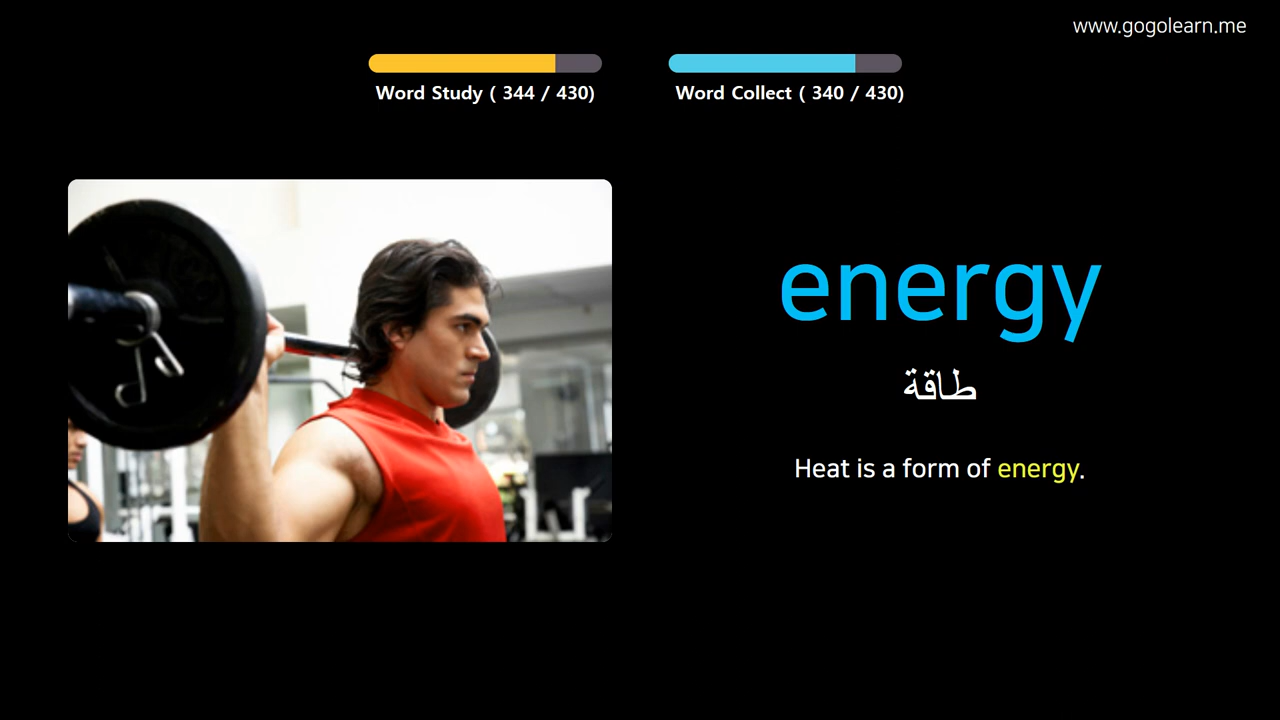 www.gogolearn.me
Word Study ( 344 / 430)
Word Collect ( 340 / 430)
energy
طاقة
Heat is a form of energy.